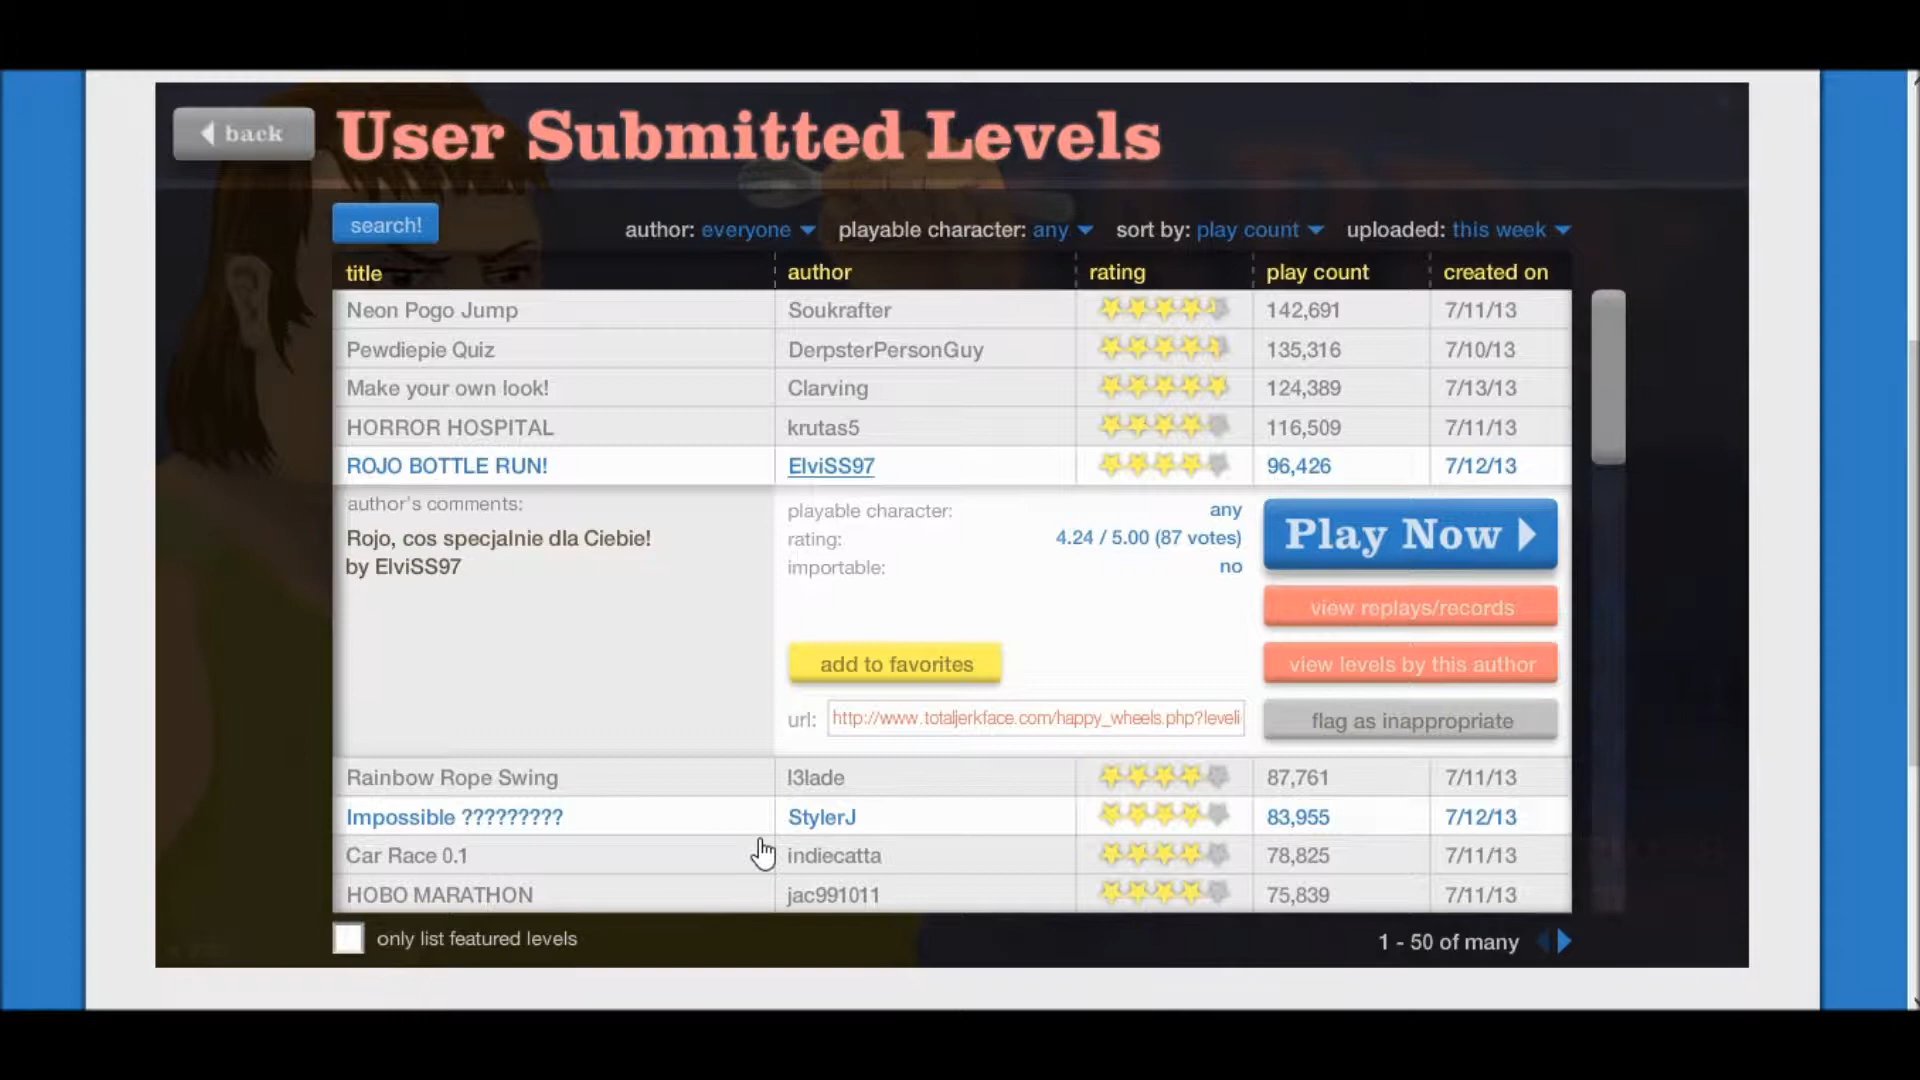 back
User Submitted Levels
search!
author: everyone
playable character: any
sort by: play count
uploaded: this week
title author rating play count created on
Neon Pogo Jump Soukrafter 142,691 7/11/13
Pewdiepie Quiz DerpsterPersonGuy 135,316 7/10/13
Make your own look! Clarving 124,389 7/13/13
HORROR HOSPITAL krutas5 116,509 7/11/13
ROJO BOTTLE RUN! ElviSS97 96,426 7/12/13
author's comments:
Rojo, cos specjalnie dla Ciebie!
by ElviSS97
playable character: any
rating: 4.24 / 5.00 (87 votes)
importable: no
add to favorites
url: http://www.totaljerkface.com/happy_wheels.php?leveli
Play Now
view replays/records
view levels by this author
flag as inappropriate
Rainbow Rope Swing l3lade 87,761 7/11/13
Impossible ????????? StylerJ 83,955 7/12/13
Car Race 0.1 indiecatta 78,825 7/11/13
HOBO MARATHON jac991011 75,839 7/11/13
only list featured levels
1 - 50 of many